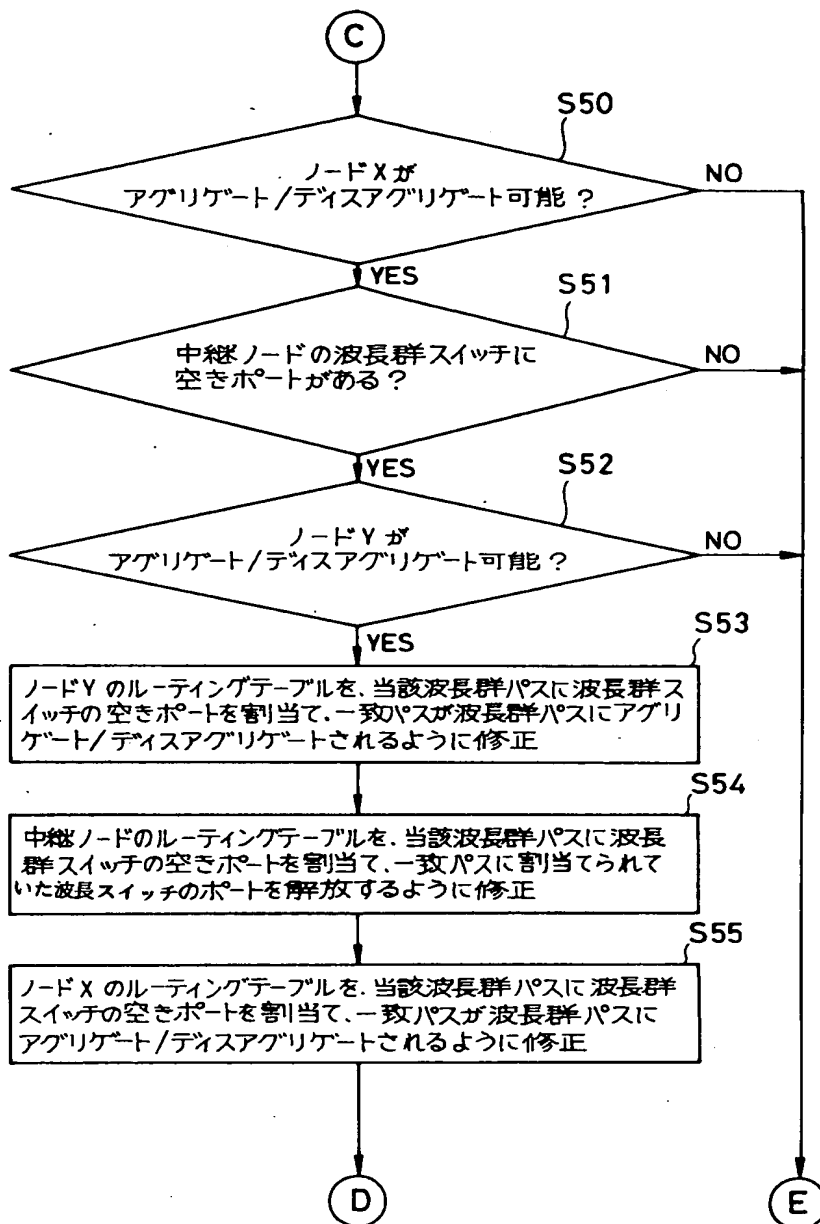 C
S50
ノードXが
アグリゲート/ディスアグリゲート可能?
NO
YES
S51
中継ノードの波長群スイッチに
空きポートがある?
NO
YES
S52
ノードYが
アグリゲート/ディスアグリゲート可能?
NO
YES
S53
ノードYのルーティングテーブルを、当該波長群パスに波長群ス
イッチの空きポートを割当て、一致パスが波長群パスにアグリ
ゲート/ディスアグリゲートされるように修正
S54
中継ノードのルーティングテーブルを、当該波長群パスに波長
群スイッチの空きポートを割当て、一致パスに割当てられて
いた波長スイッチのポートを解放するように修正
S55
ノードXのルーティングテーブルを、当該波長群パスに波長群
スイッチの空きポートを割当て、一致パスが波長群パスに
アグリゲート/ディスアグリゲートされるように修正
D
E